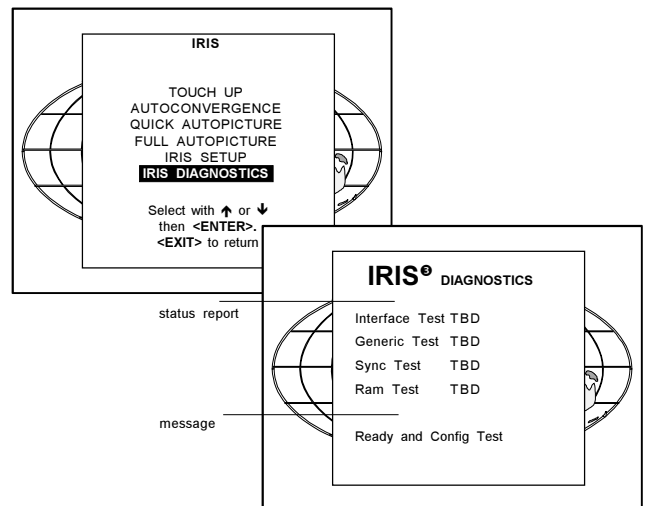 IRIS
TOUCH UP
AUTOCONVERGENCE
QUICK AUTOPICTURE
FULL AUTOPICTURE
IRIS SETUP
IRIS DIAGNOSTICS
Select with ↑ or ↓
then <ENTER>.
<EXIT> to return
status report
IRIS❸ DIAGNOSTICS
Interface Test TBD
Generic Test TBD
Sync Test TBD
Ram Test TBD
message
Ready and Config Test